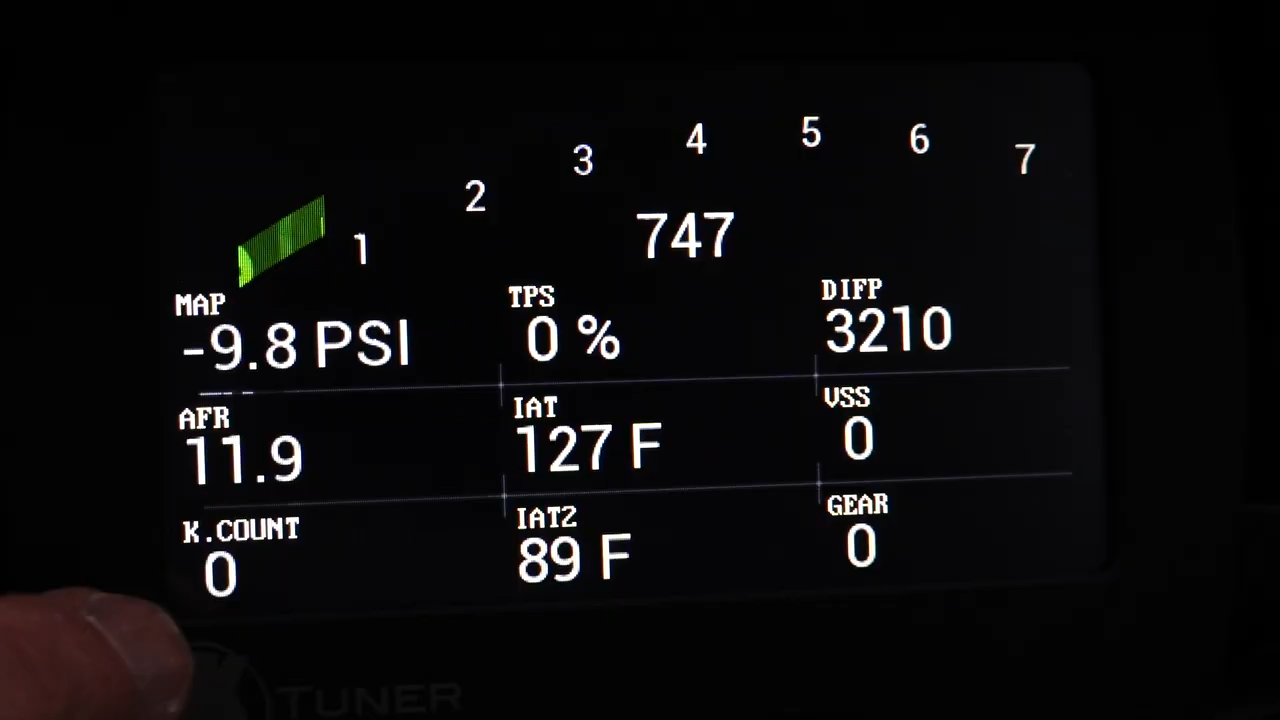 1 2 3 4 5 6 7
747
MAP TPS DIFP
-9.8 PSI 0 % 3210
AFR IAT VSS
11.9 127 F 0
K.COUNT IAT2 GEAR
0 89 F 0
TUNER